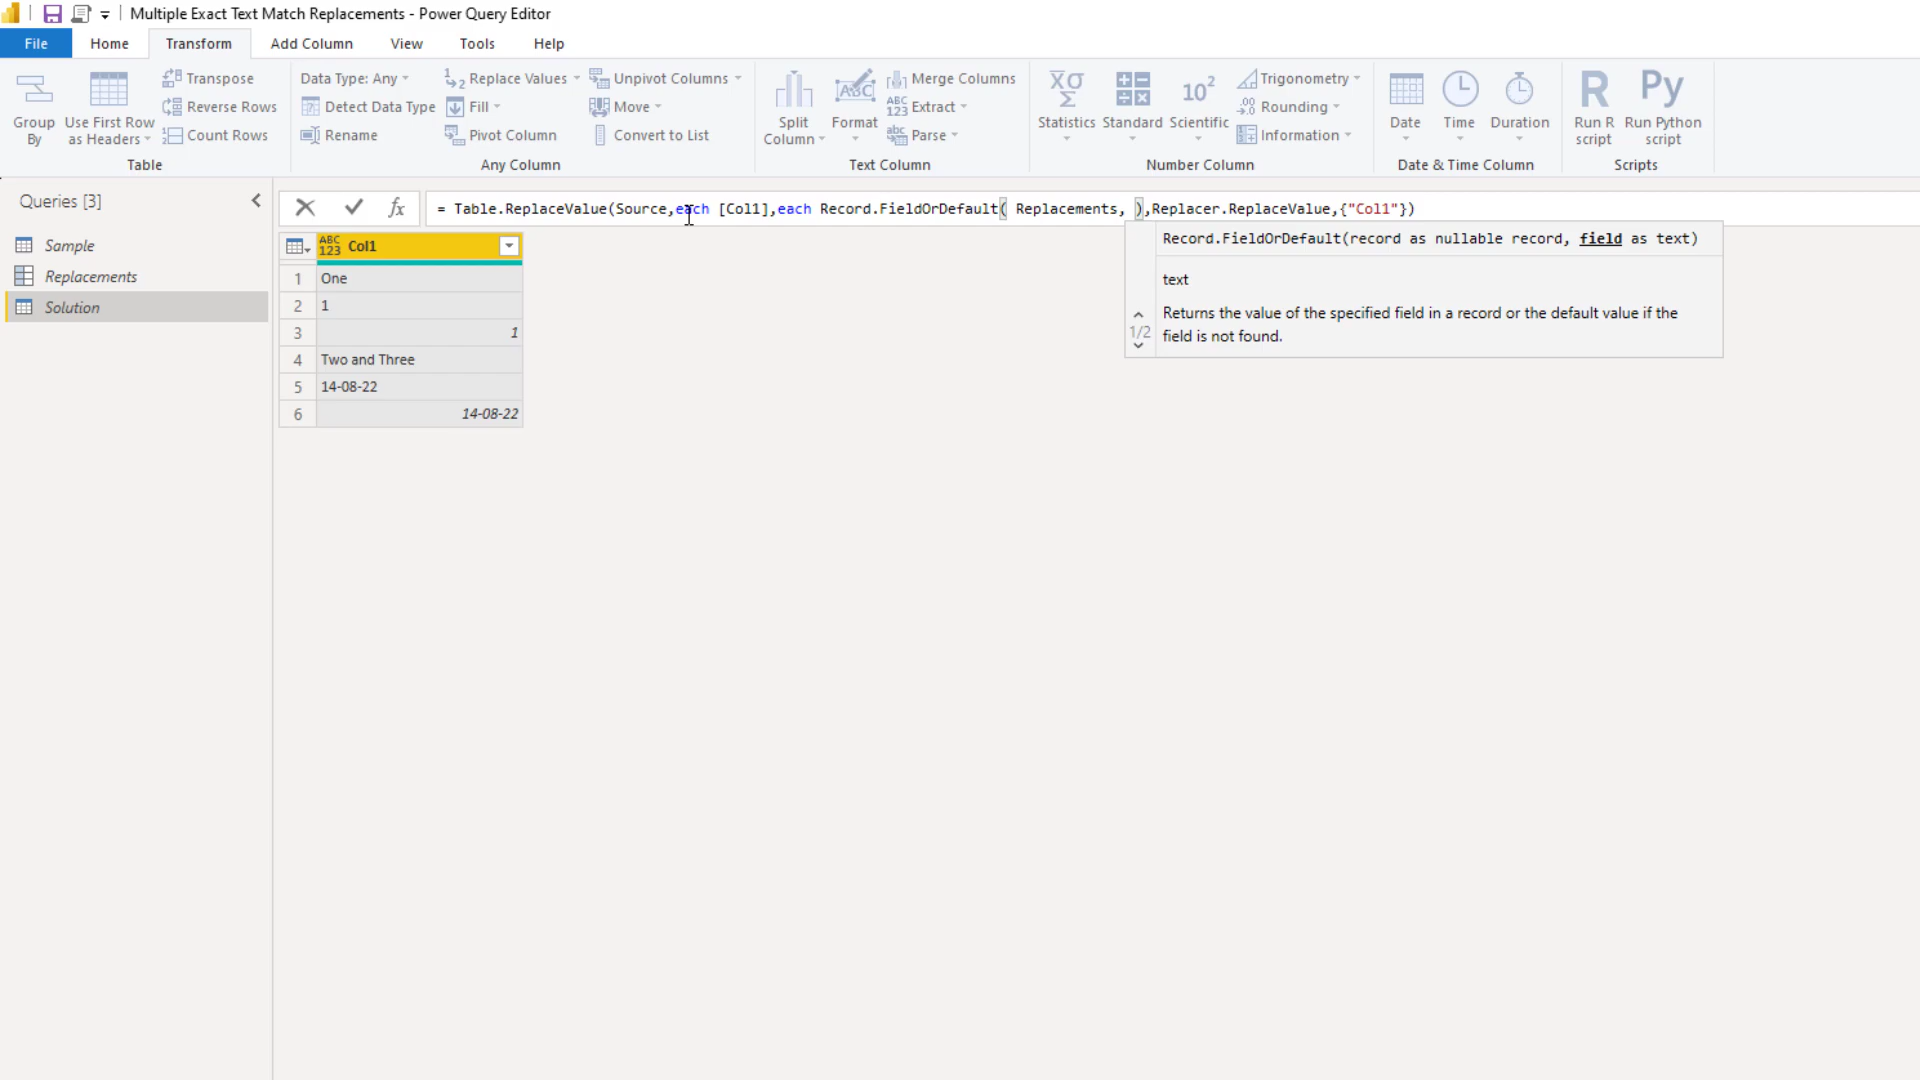 Multiple Exact Text Match Replacements - Power Query Editor
File Home Transform Add Column View Tools Help
Group By
Use First Row as Headers
Transpose
Reverse Rows
Count Rows
Table
Data Type: Any
Detect Data Type
Rename
Replace Values
Fill
Pivot Column
Unpivot Columns
Move
Convert to List
Any Column
Split Column
Format
Merge Columns
Extract
Parse
Text Column
Statistics
Standard
Scientific
Trigonometry
Rounding
Information
Number Column
Date
Time
Duration
Date & Time Column
Run R script
Run Python script
Scripts
Queries [3]
Sample
Replacements
Solution
fx = Table.ReplaceValue(Source,each [Col1],each Record.FieldOrDefault( Replacements, ),Replacer.ReplaceValue,{"Col1"})
Record.FieldOrDefault(record as nullable record, field as text)
text
1/2
Returns the value of the specified field in a record or the default value if the
field is not found.
ABC 123 Col1
1 One
2 1
3 1
4 Two and Three
5 14-08-22
6 14-08-22